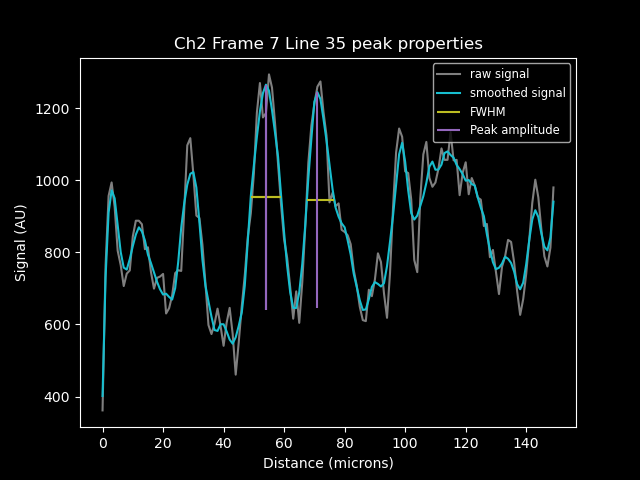 Ch2 Frame 7 Line 35 peak properties
raw signal
smoothed signal
FWHM
Peak amplitude
Signal (AU)
1200
1000
800
600
400
0 20 40 60 80 100 120 140
Distance (microns)